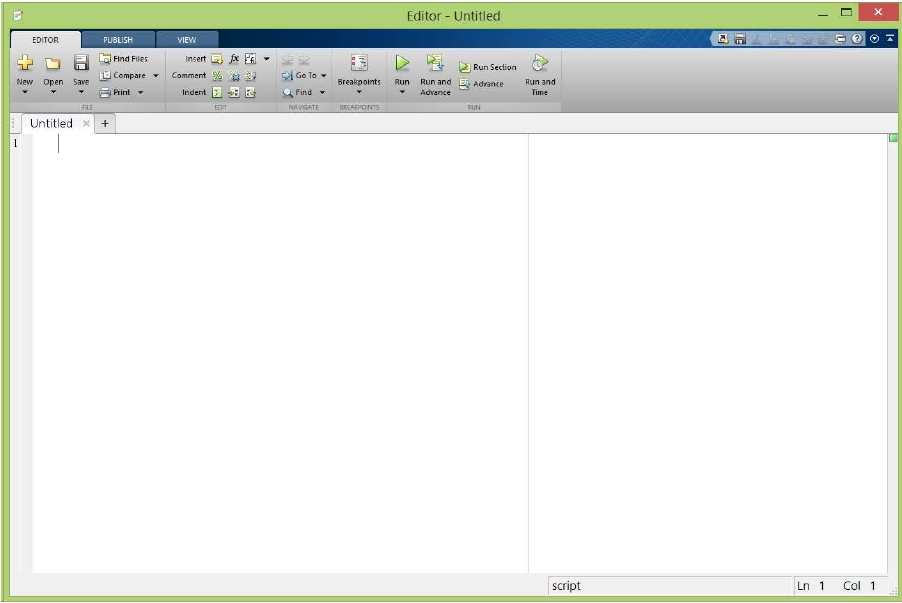 Editor - Untitled
EDITOR PUBLISH VIEW
New
Open
Save
Find Files
Compare
Print
FILE
Insert fx
Comment
Indent
EDIT
Go To
Find
NAVIGATE
Breakpoints
BREAKPOINTS
Run
Run and
Advance
Run Section
Advance
Run and
Time
RUN
Untitled × +
1
script
Ln 1 Col 1